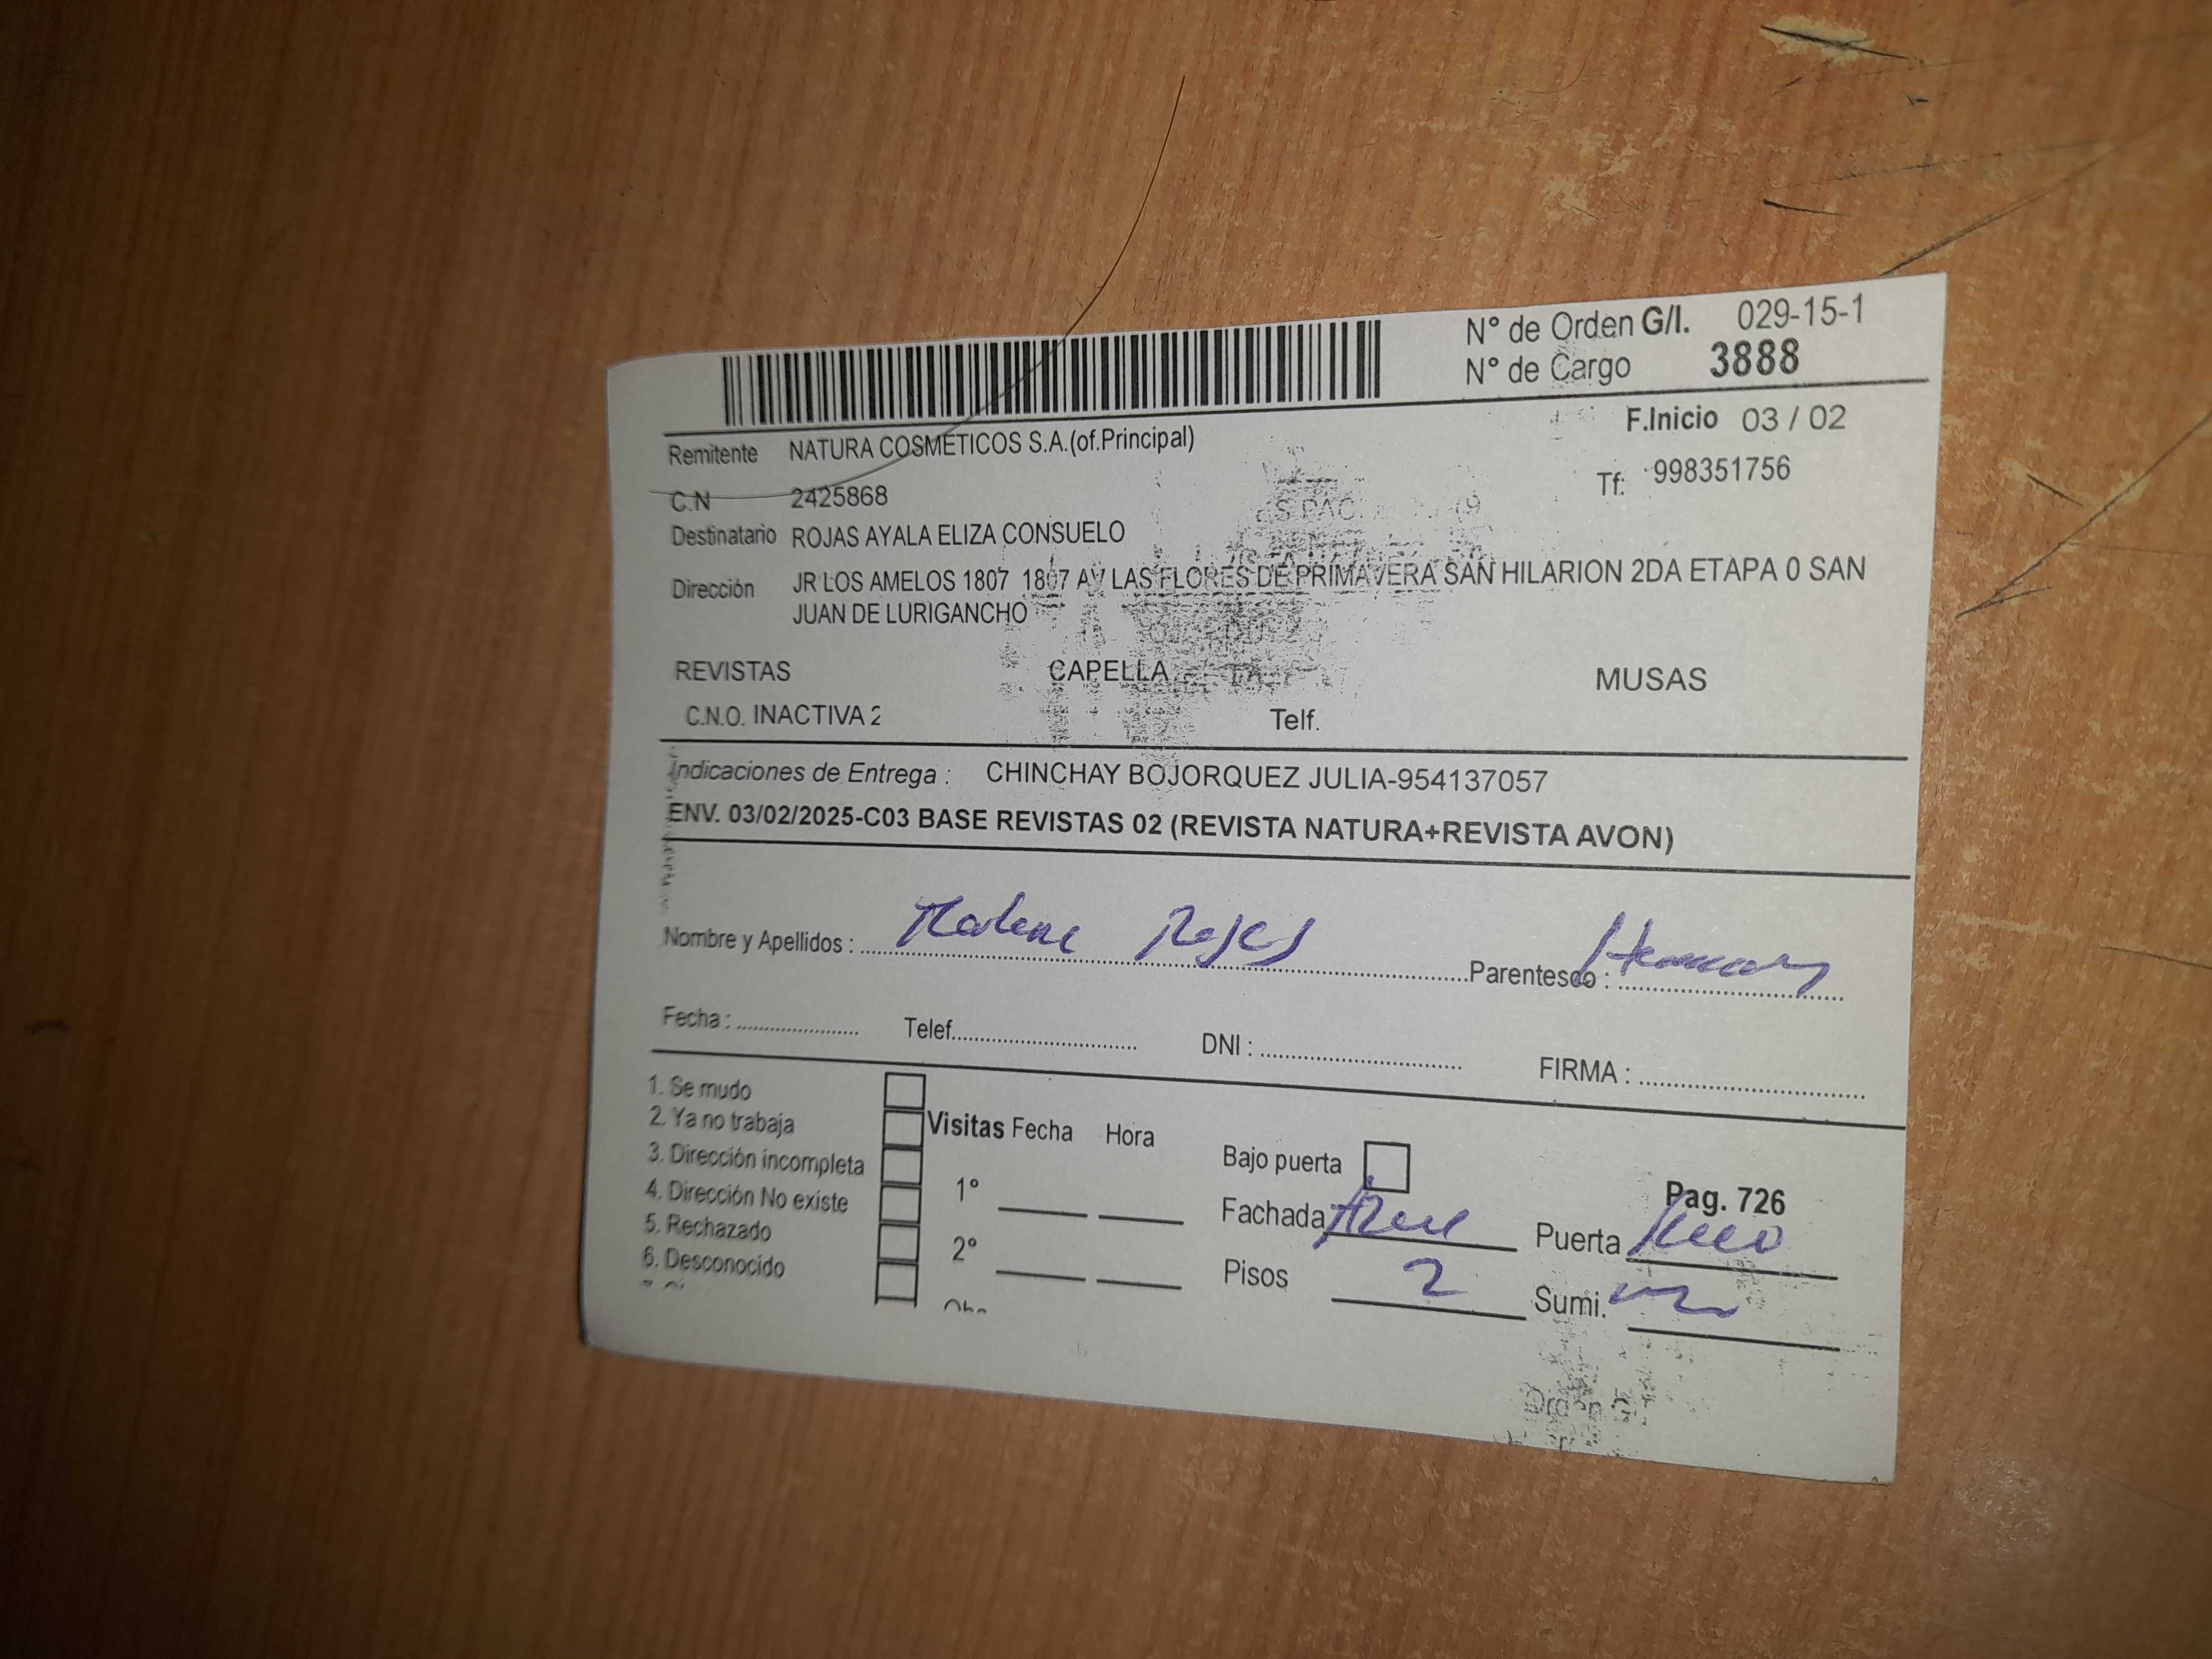 N° de Orden G/I. 029-15-1
N° de Cargo 3888
F.Inicio 03 / 02
Remitente NATURA COSMETICOS S.A.(of.Principal)
Tf: 998351756
C.N 2425868
Destinatario ROJAS AYALA ELIZA CONSUELO
Dirección JR LOS AMELOS 1807 1807 AV LAS FLORES DE PRIMAVERA SAN HILARION 2DA ETAPA 0 SAN
JUAN DE LURIGANCHO
REVISTAS CAPELLA MUSAS
C.N.O. INACTIVA 2 Telf.
Indicaciones de Entrega : CHINCHAY BOJORQUEZ JULIA-954137057
ENV. 03/02/2025-C03 BASE REVISTAS 02 (REVISTA NATURA+REVISTA AVON)
Nombre y Apellidos : Marlene Rojas Parentesco :
Fecha : Telef. DNI : FIRMA :
1. Se mudo
2. Ya no trabaja
3. Dirección incompleta
4. Dirección No existe
5. Rechazado
6. Desconocido
Visitas Fecha Hora
1°
2°
Bajo puerta
Pag. 726
Fachada Puerta
Pisos 2 Sumi.